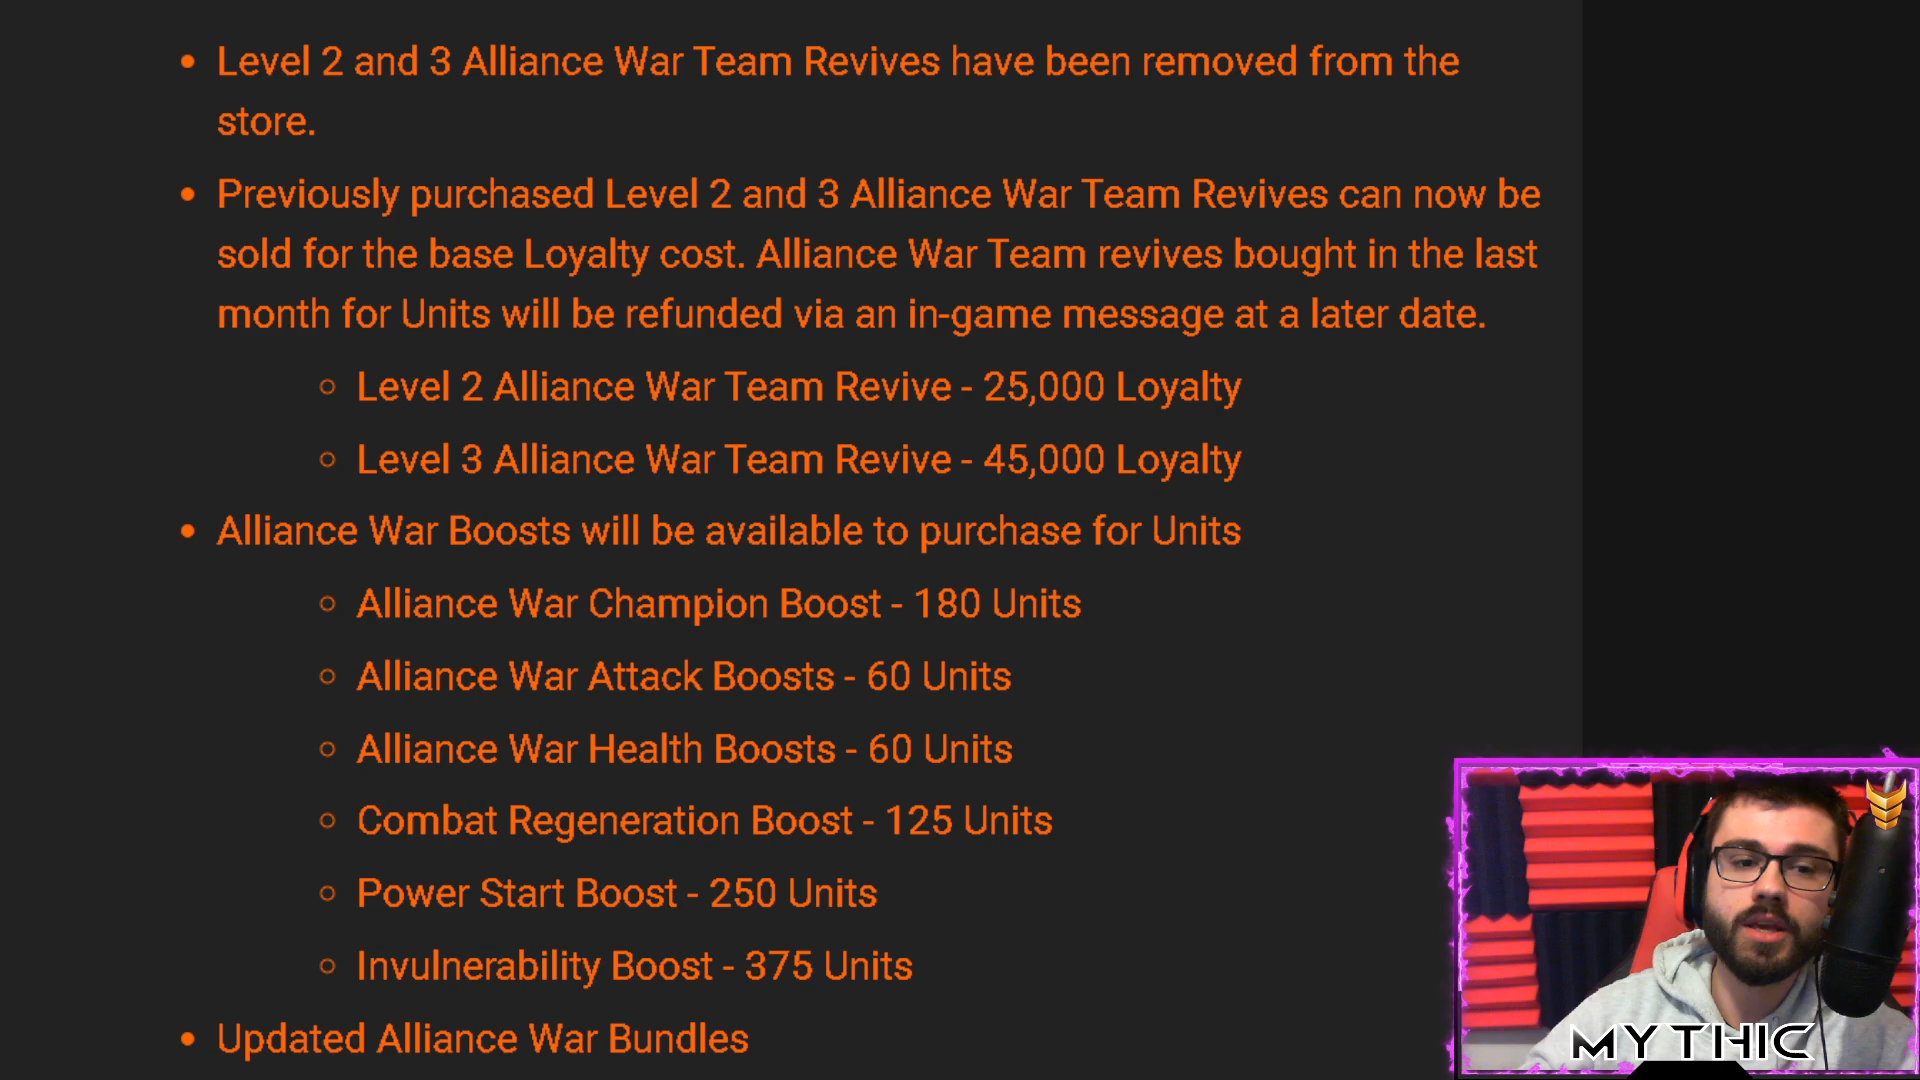 Level 2 and 3 Alliance War Team Revives have been removed from the
store.
Previously purchased Level 2 and 3 Alliance War Team Revives can now be
sold for the base Loyalty cost. Alliance War Team revives bought in the last
month for Units will be refunded via an in-game message at a later date.
Level 2 Alliance War Team Revive - 25,000 Loyalty
Level 3 Alliance War Team Revive - 45,000 Loyalty
Alliance War Boosts will be available to purchase for Units
Alliance War Champion Boost - 180 Units
Alliance War Attack Boosts - 60 Units
Alliance War Health Boosts - 60 Units
Combat Regeneration Boost - 125 Units
Power Start Boost - 250 Units
Invulnerability Boost - 375 Units
Updated Alliance War Bundles
MYTHIC